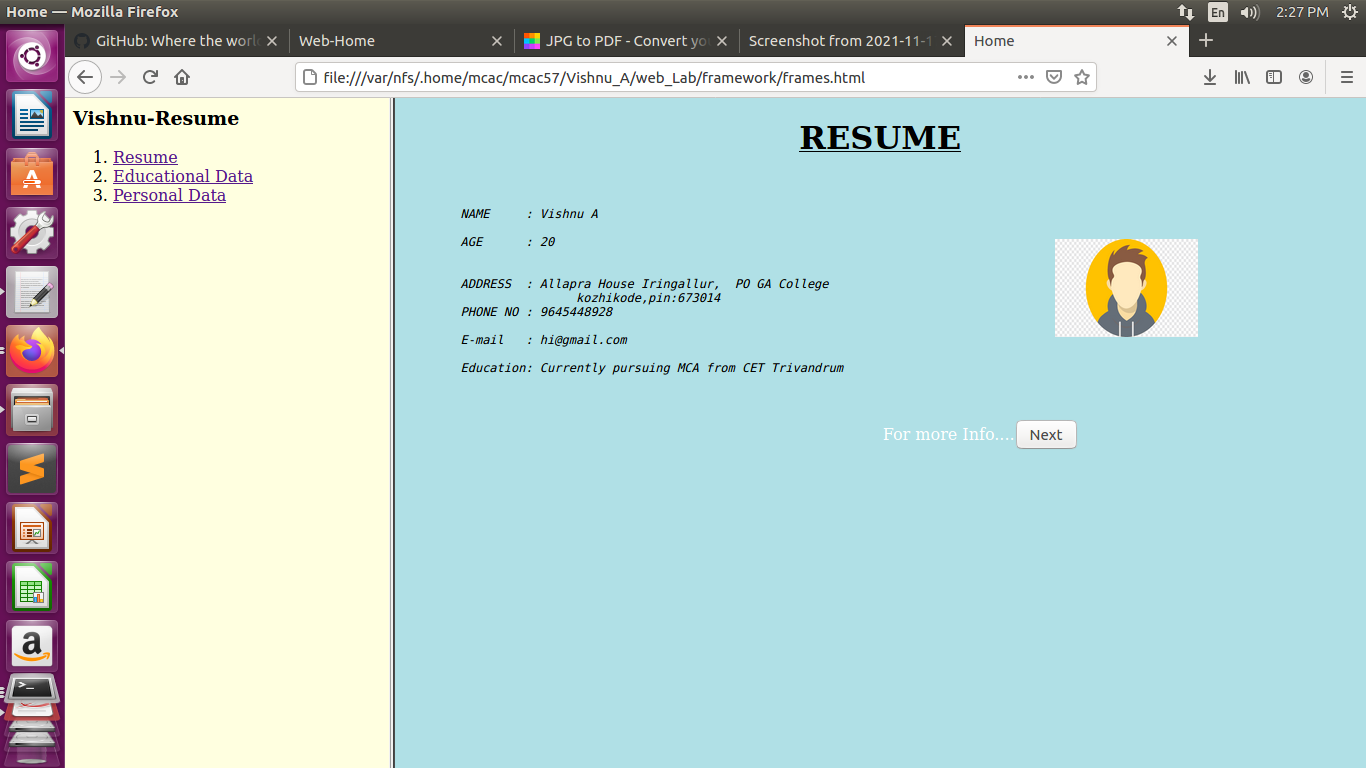 Home — Mozilla Firefox
En
2:27 PM
GitHub: Where the worl
Web-Home
JPG to PDF - Convert yo
Screenshot from 2021-11-1
Home
file:///var/nfs/.home/mcac/mcac57/Vishnu_A/web_Lab/framework/frames.html
Vishnu-Resume
1. Resume
2. Educational Data
3. Personal Data
RESUME
NAME : Vishnu A
AGE : 20
ADDRESS : Allapra House Iringallur, PO GA College
kozhikode,pin:673014
PHONE NO : 9645448928
E-mail : hi@gmail.com
Education: Currently pursuing MCA from CET Trivandrum
For more Info.... Next